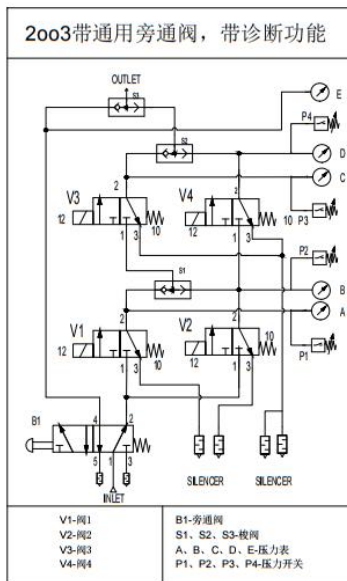 2oo3带通用旁通阀，带诊断功能
OUTLET
S3
E
P4
S2
D
C
2
2
V3
V4
12
10
12
10
P3
1
3
1
3
P2
S1
B
A
2
2
V1
V2
10
12
10
12
P1
1
3
1
3
B1
4
2
5
1
3
INLET
SILENCER
SILENCER
V1-阀1
V2-阀2
V3-阀3
V4-阀4
B1-旁通阀
S1、S2、S3-梭阀
A、B、C、D、E-压力表
P1、P2、P3、P4-压力开关